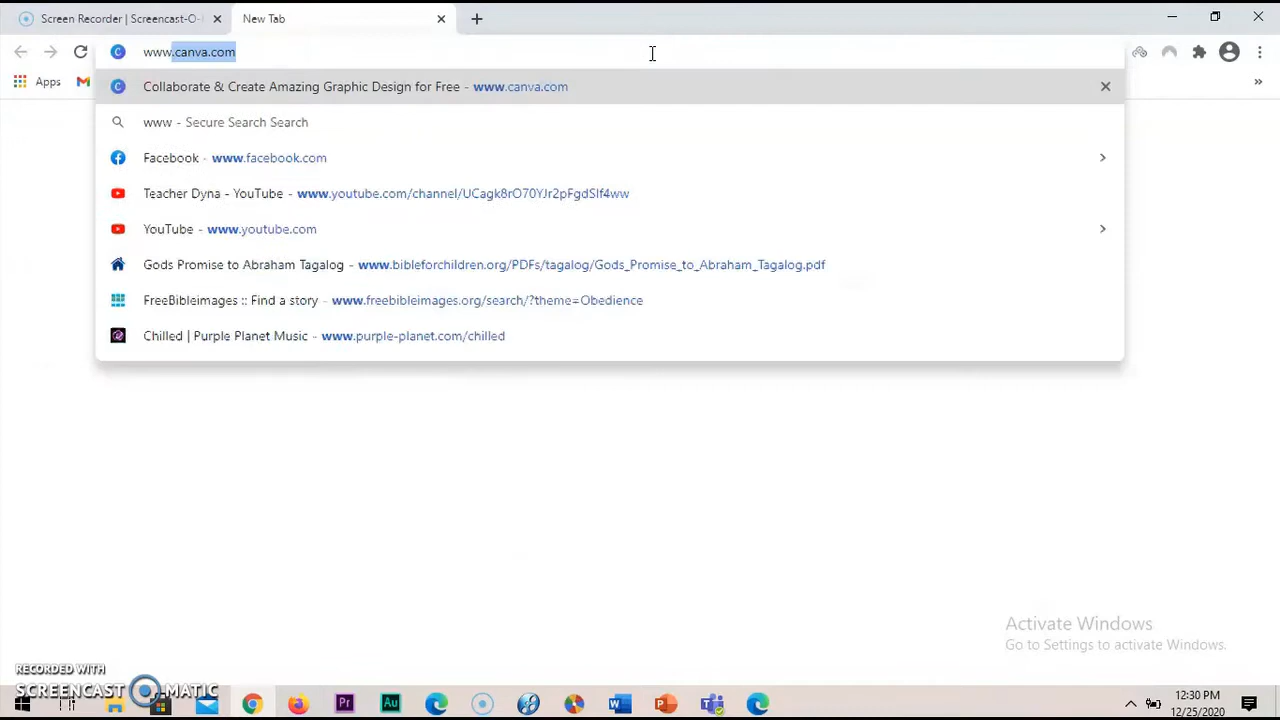 Screen Recorder | Screencast-O-
New Tab
www.canva.com
Apps
Collaborate & Create Amazing Graphic Design for Free - www.canva.com
www - Secure Search Search
Facebook - www.facebook.com
Teacher Dyna - YouTube - www.youtube.com/channel/UCagk8rO70YJr2pFgdSlf4ww
YouTube - www.youtube.com
Gods Promise to Abraham Tagalog - www.bibleforchildren.org/PDFs/tagalog/Gods_Promise_to_Abraham_Tagalog.pdf
FreeBibleimages :: Find a story - www.freebibleimages.org/search/?theme=Obedience
Chilled | Purple Planet Music - www.purple-planet.com/chilled
Activate Windows
Go to Settings to activate Windows.
RECORDED WITH
SCREENCAST MATIC
12:30 PM
12/25/2020